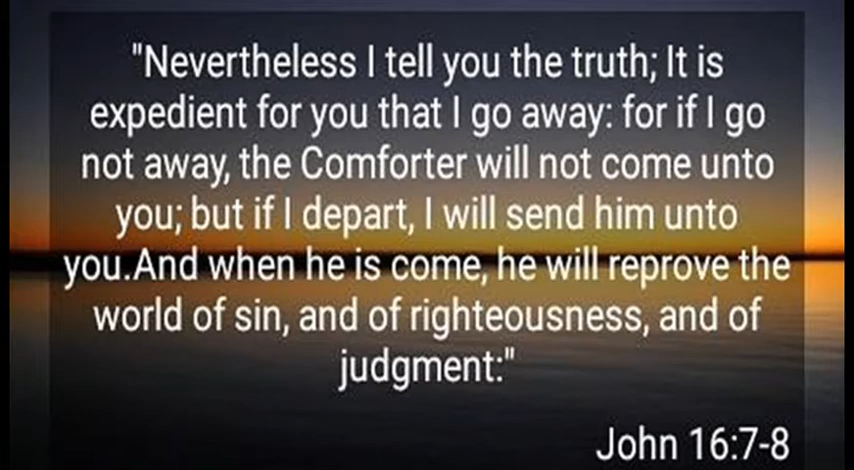 "Nevertheless I tell you the truth; It is
expedient for you that I go away: for if I go
not away, the Comforter will not come unto
you; but if I depart, I will send him unto
you.And when he is come, he will reprove the
world of sin, and of righteousness, and of
judgment:"
John 16:7-8